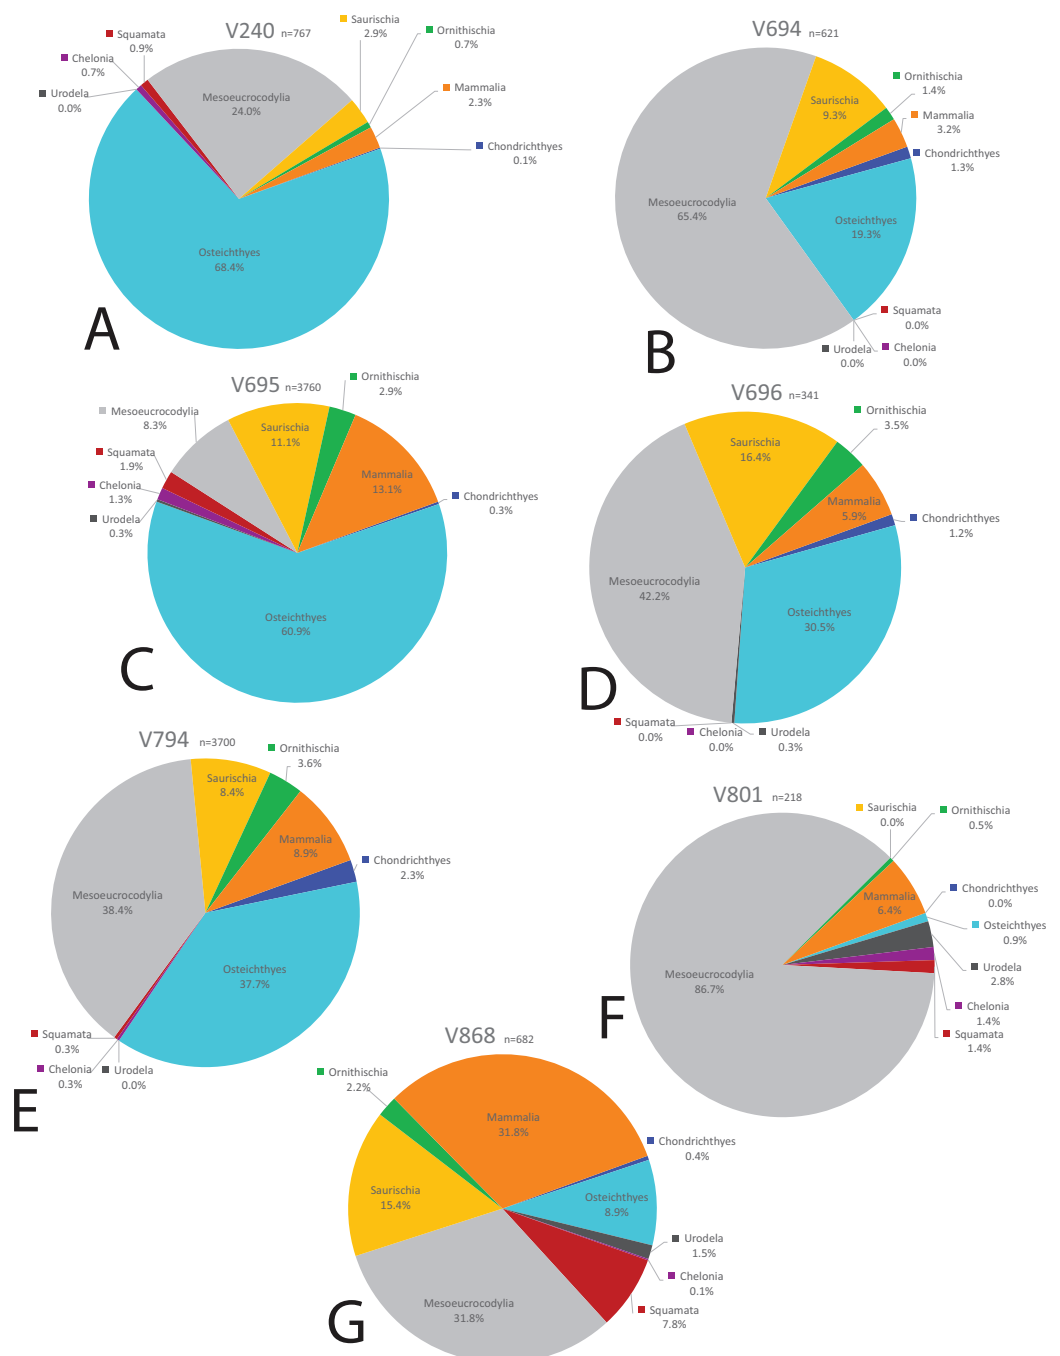 V240 n=767
Squamata
0.9%
Chelonia
0.7%
Urodela
0.0%
Mesoeucrocodylia
24.0%
Saurischia
2.9%
Ornithischia
0.7%
Mammalia
2.3%
Chondrichthyes
0.1%
Osteichthyes
68.4%
A
V694 n=621
Saurischia
9.3%
Ornithischia
1.4%
Mammalia
3.2%
Chondrichthyes
1.3%
Mesoeucrocodylia
65.4%
Osteichthyes
19.3%
Squamata
0.0%
Urodela
0.0%
Chelonia
0.0%
B
V695 n=3760
Ornithischia
2.9%
Mesoeucrocodylia
8.3%
Saurischia
11.1%
Squamata
1.9%
Mammalia
13.1%
Chelonia
1.3%
Chondrichthyes
0.3%
Urodela
0.3%
Osteichthyes
60.9%
C
V696 n=341
Ornithischia
3.5%
Saurischia
16.4%
Mammalia
5.9%
Chondrichthyes
1.2%
Mesoeucrocodylia
42.2%
Osteichthyes
30.5%
Squamata
0.0%
Chelonia
0.0%
Urodela
0.3%
D
V794 n=3700
Ornithischia
3.6%
Saurischia
8.4%
Mammalia
8.9%
Chondrichthyes
2.3%
Mesoeucrocodylia
38.4%
Osteichthyes
37.7%
Squamata
0.3%
Chelonia
0.3%
Urodela
0.0%
E
V801 n=218
Saurischia
0.0%
Ornithischia
0.5%
Mammalia
6.4%
Chondrichthyes
0.0%
Osteichthyes
0.9%
Mesoeucrocodylia
86.7%
Urodela
2.8%
Chelonia
1.4%
Squamata
1.4%
F
V868 n=682
Ornithischia
2.2%
Mammalia
31.8%
Chondrichthyes
0.4%
Saurischia
15.4%
Osteichthyes
8.9%
Urodela
1.5%
Chelonia
0.1%
Mesoeucrocodylia
31.8%
Squamata
7.8%
G